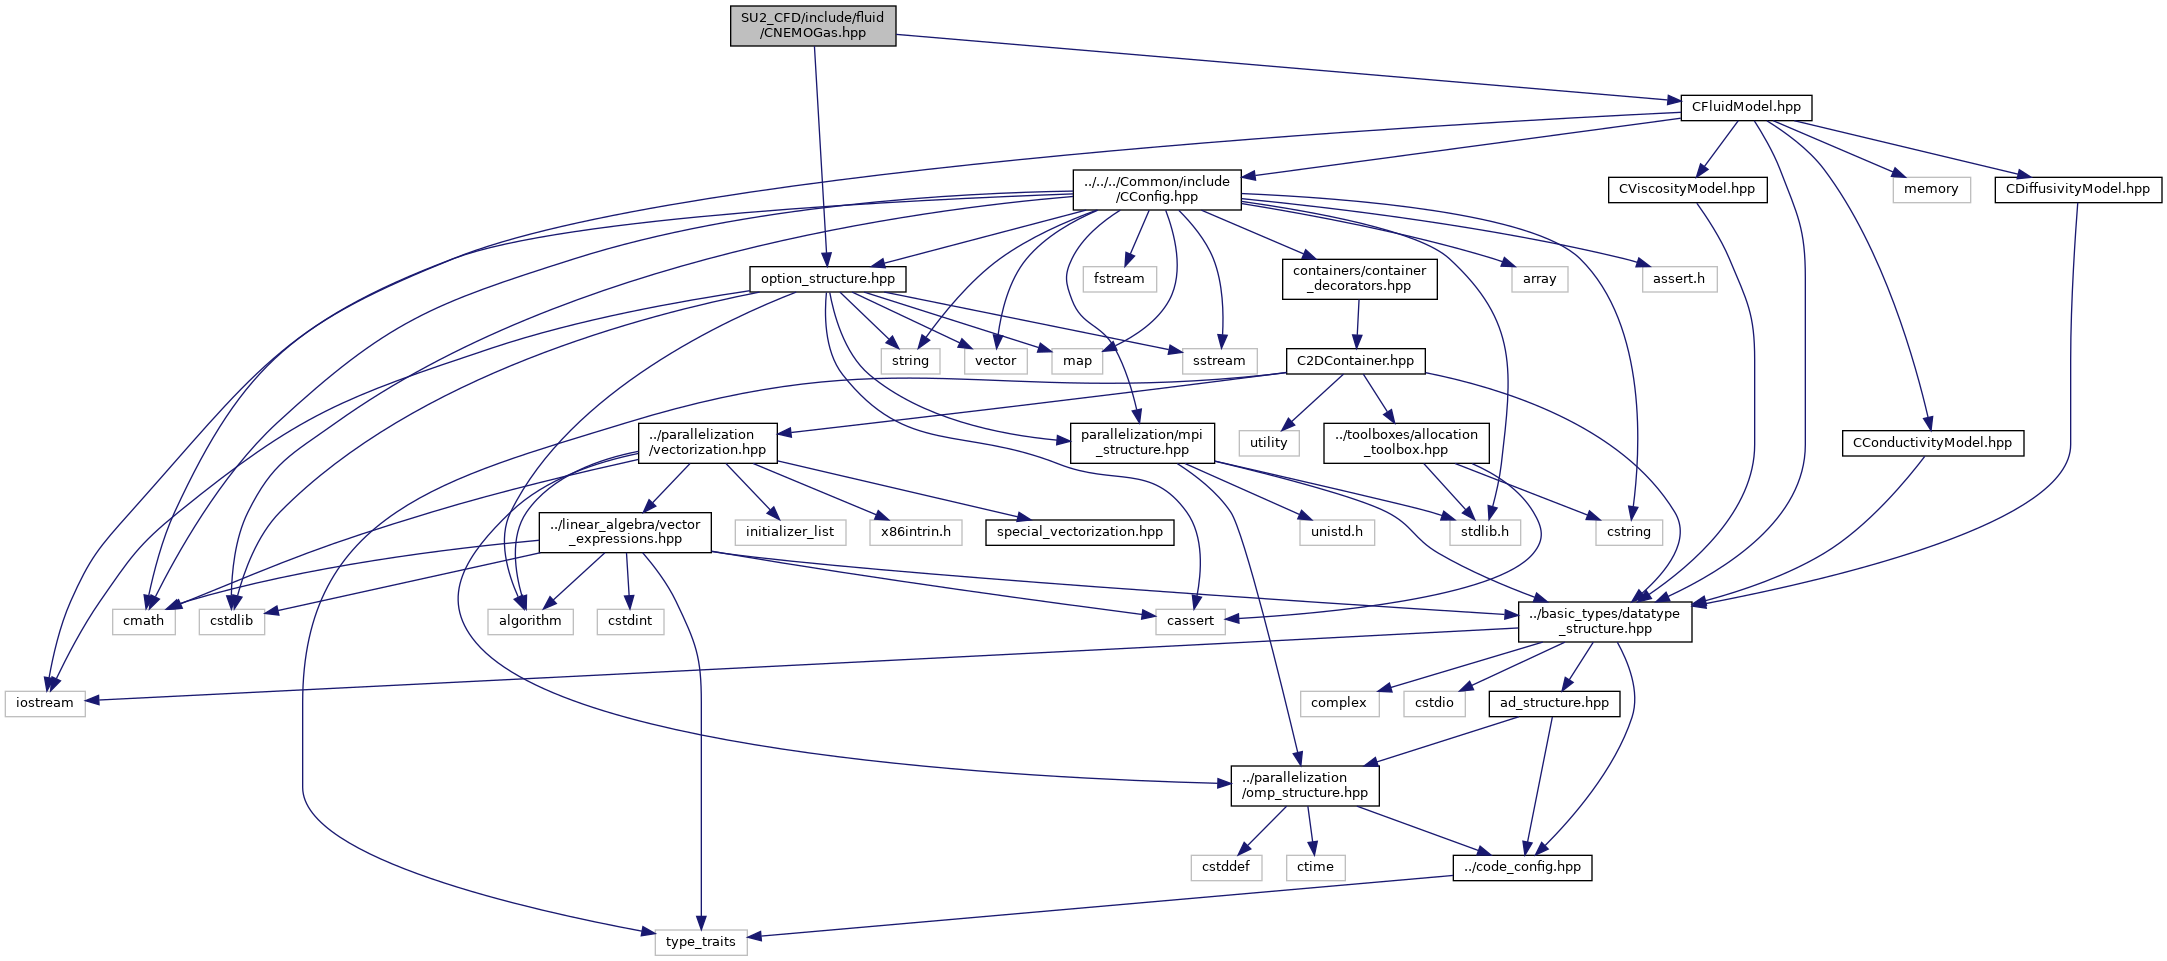 SU2_CFD/include/fluid
/CNEMOGas.hpp
CFluidModel.hpp
../../../Common/include
/CConfig.hpp
CViscosityModel.hpp
memory
CDiffusivityModel.hpp
option_structure.hpp
fstream
containers/container
_decorators.hpp
array
assert.h
string
vector
map
sstream
C2DContainer.hpp
../parallelization
/vectorization.hpp
parallelization/mpi
_structure.hpp
utility
../toolboxes/allocation
_toolbox.hpp
CConductivityModel.hpp
../linear_algebra/vector
_expressions.hpp
initializer_list
x86intrin.h
special_vectorization.hpp
unistd.h
stdlib.h
cstring
cmath
cstdlib
algorithm
cstdint
cassert
../basic_types/datatype
_structure.hpp
iostream
complex
cstdio
ad_structure.hpp
../parallelization
/omp_structure.hpp
cstddef
ctime
../code_config.hpp
type_traits